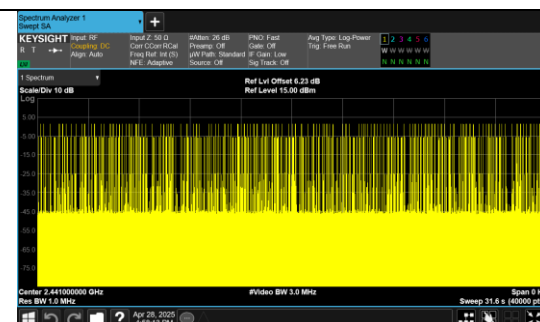 Spectrum Analyzer 1
Swept SA
+
KEYSIGHT Input: RF Input Z: 50 Ω #Atten: 26 dB PNO: Fast Avg Type: Log-Power 1 2 3 4 5 6
R T Coupling: DC Corr CCorr RCal Preamp: Off Gate: Off Trig: Free Run W W W W W W
Align: Auto Freq Ref: Int (S) µW Path: Standard IF Gain: Low N N N N N N
NFE: Adaptive Source: Off Sig Track: Off
1 Spectrum
Scale/Div 10 dB
Ref Lvl Offset 6.23 dB
Ref Level 15.00 dBm
Log
5.00
-5.00
-15.0
-25.0
-35.0
-45.0
-55.0
-65.0
-75.0
Center 2.441000000 GHz #Video BW 3.0 MHz Span 0
Res BW 1.0 MHz Sweep 31.6 s (40000 pt
? Apr 28, 2025